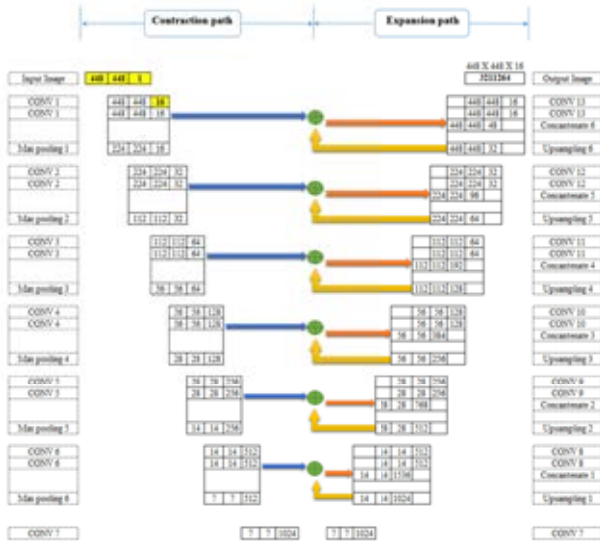 Contraction path Expansion path
448 X 448 X 16
Input Image 448 448 1 3211264 Output Image
CONV 1 448 448 16 448 448 16 CONV 13
CONV 1 448 448 16 448 448 16 CONV 13
448 448 48 Concantenate 6
Max pooling 1 224 224 16 448 448 32 Upsampling 6
CONV 2 224 224 32 224 224 32 CONV 12
CONV 2 224 224 32 224 224 32 CONV 12
224 224 96 Concantenate 5
Max pooling 2 112 112 32 224 224 64 Upsampling 5
CONV 3 112 112 64 112 112 64 CONV 11
CONV 3 112 112 64 112 112 64 CONV 11
112 112 192 Concantenate 4
Max pooling 3 56 56 64 112 112 128 Upsampling 4
CONV 4 56 56 128 56 56 128 CONV 10
CONV 4 56 56 128 56 56 128 CONV 10
56 56 384 Concantenate 3
Max pooling 4 28 28 128 56 56 256 Upsampling 3
CONV 5 28 28 256 28 28 256 CONV 9
CONV 5 28 28 256 28 28 256 CONV 9
28 768 Concantenate 2
Max pooling 5 14 14 256 28 512 Upsampling 2
CONV 6 14 14 512 14 14 512 CONV 8
CONV 6 14 14 512 14 14 512 CONV 8
14 14 1536 Concantenate 1
Max pooling 6 7 7 512 14 14 1024 Upsampling 1
CONV 7 7 7 1024 7 7 1024 CONV 7